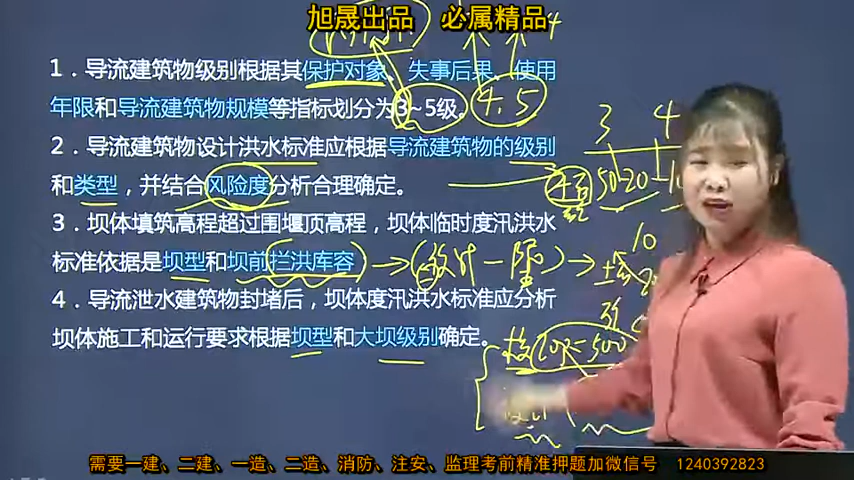 旭晟出品　必属精品
4
1．导流建筑物级别根据其保护对象、失事后果、使用
年限和导流建筑物规模等指标划分为3~5级。
4、5
2．导流建筑物设计洪水标准应根据导流建筑物的级别
和类型，并结合风险度分析合理确定。
3 4
50-20
3．坝体填筑高程超过围堰顶高程，坝体临时度汛洪水
标准依据是坝型和坝前拦洪库容
10
4．导流泄水建筑物封堵后，坝体度汛洪水标准应分析
坝体施工和运行要求根据坝型和大坝级别确定。
需要一建、二建、一造、二造、消防、注安、监理考前精准押题加微信号　1240392823